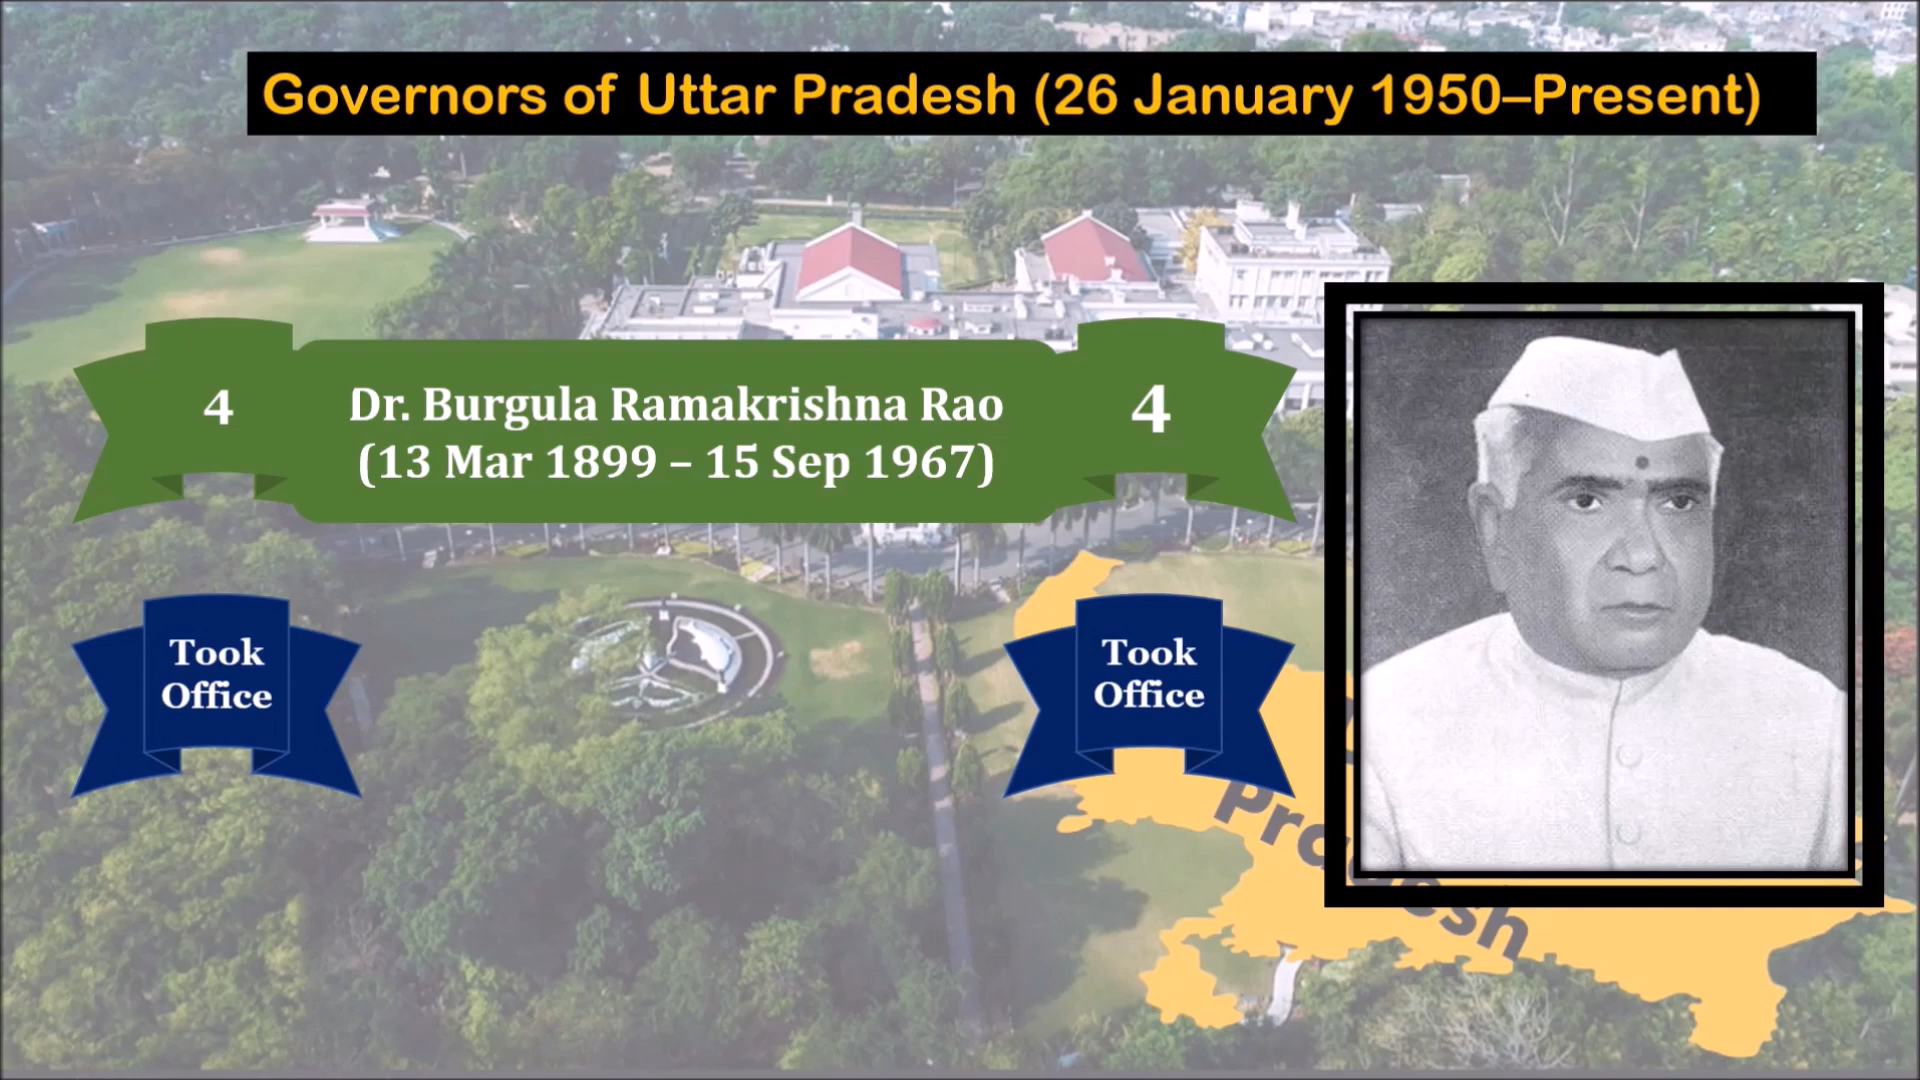 Governors of Uttar Pradesh (26 January 1950–Present)
4
Dr. Burgula Ramakrishna Rao
(13 Mar 1899 – 15 Sep 1967)
4
Took
Office
Took
Office
Pradesh